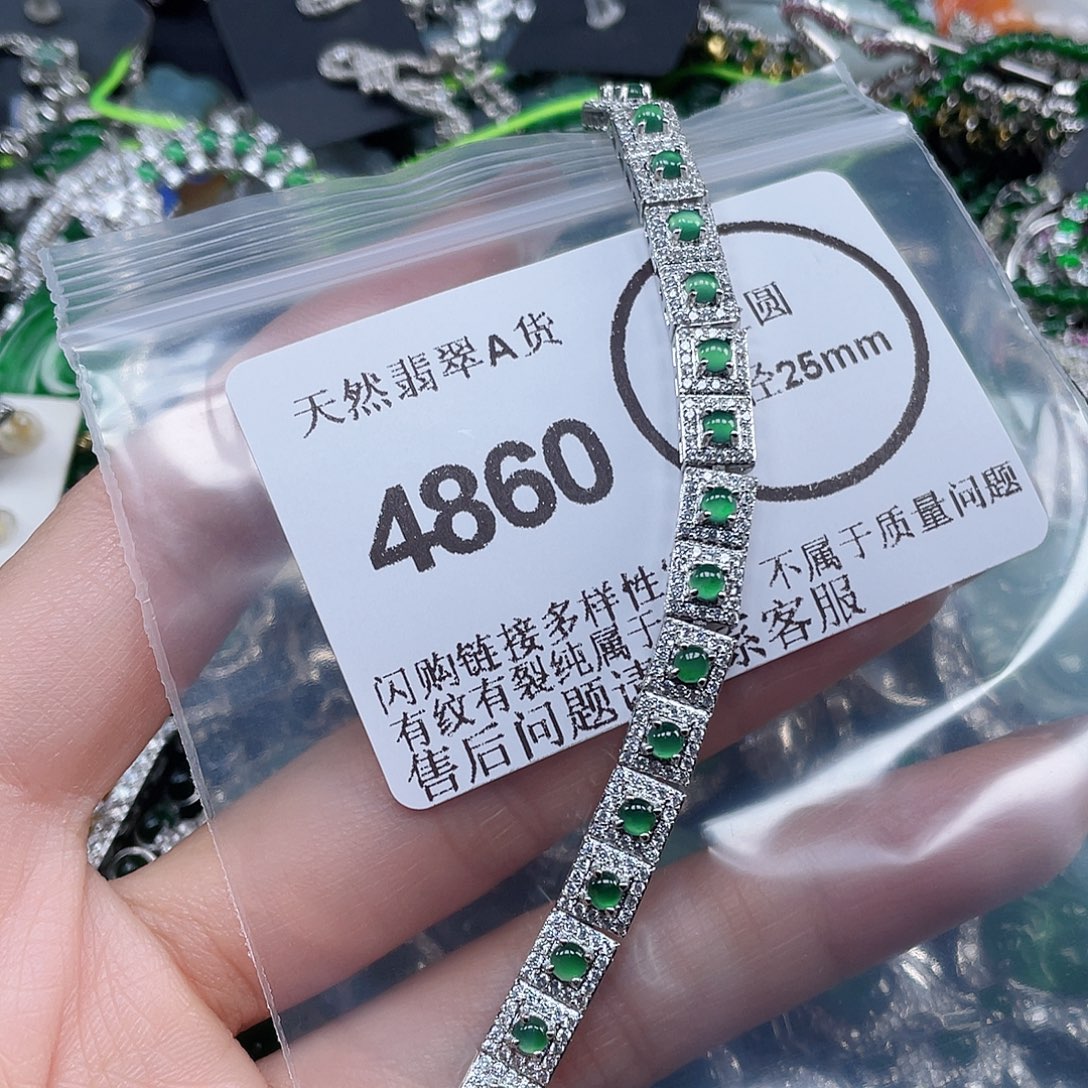 天然翡翠A货
4860
圆
径25mm
闪购链接多样性
不属于质量问题
有纹有裂纯属于
售后问题请
系客服